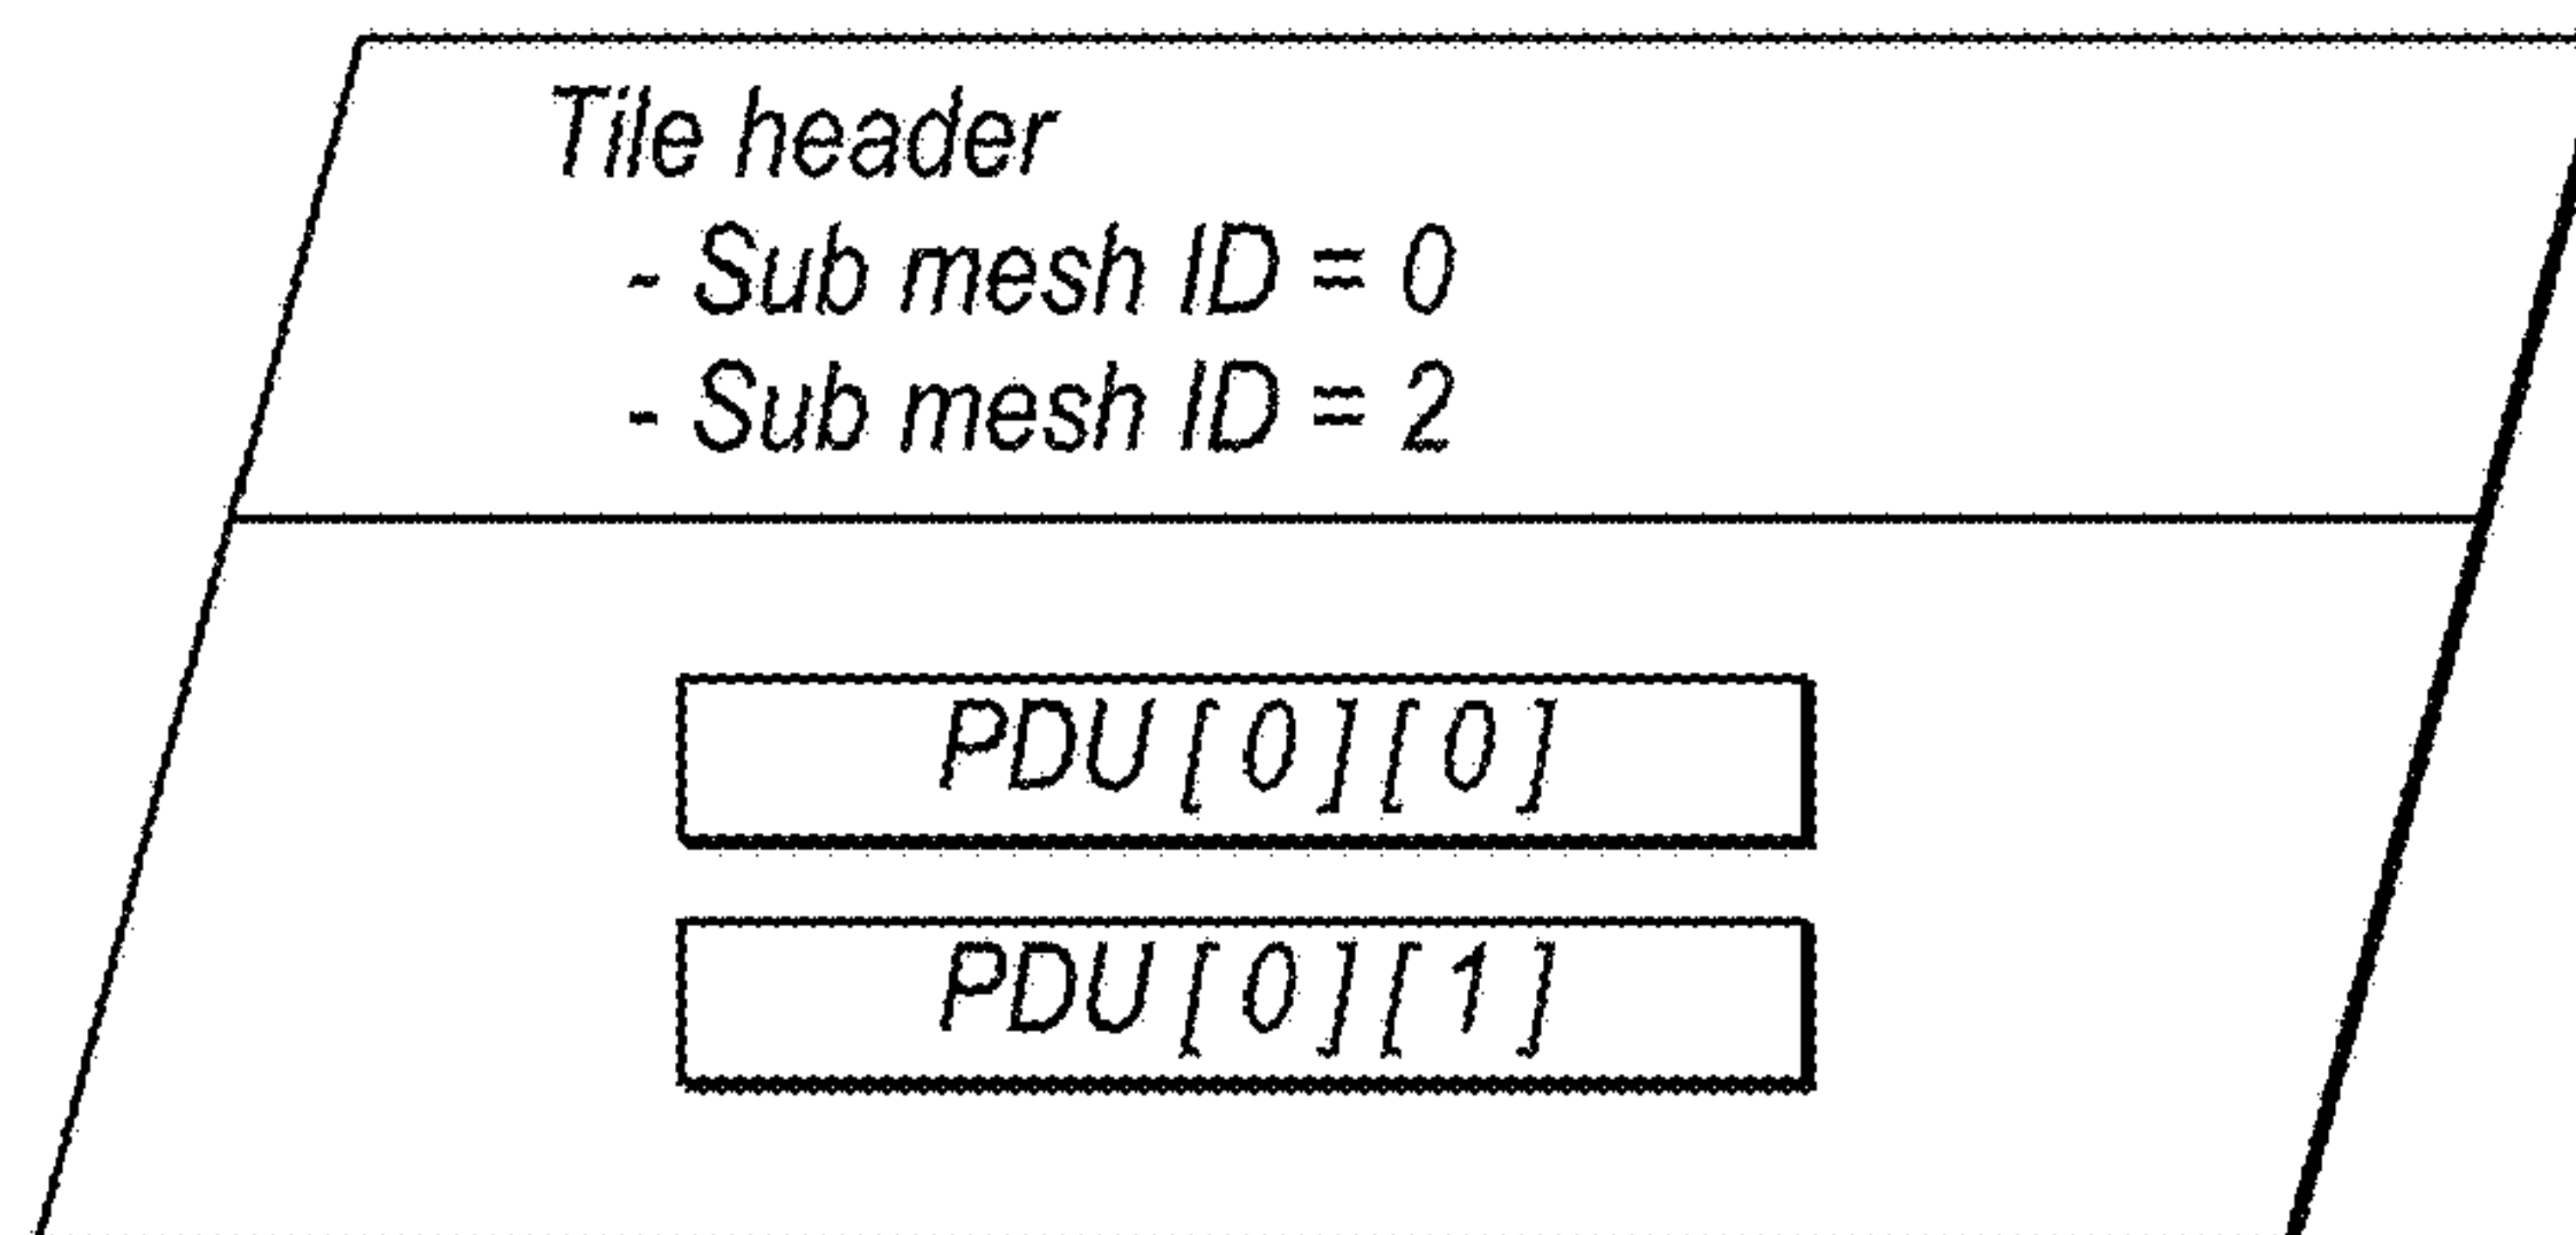 Tile header
- Sub mesh ID = 0
- Sub mesh ID = 2
PDU [ 0 ] [ 0 ]
PDU [ 0 ] [ 1 ]